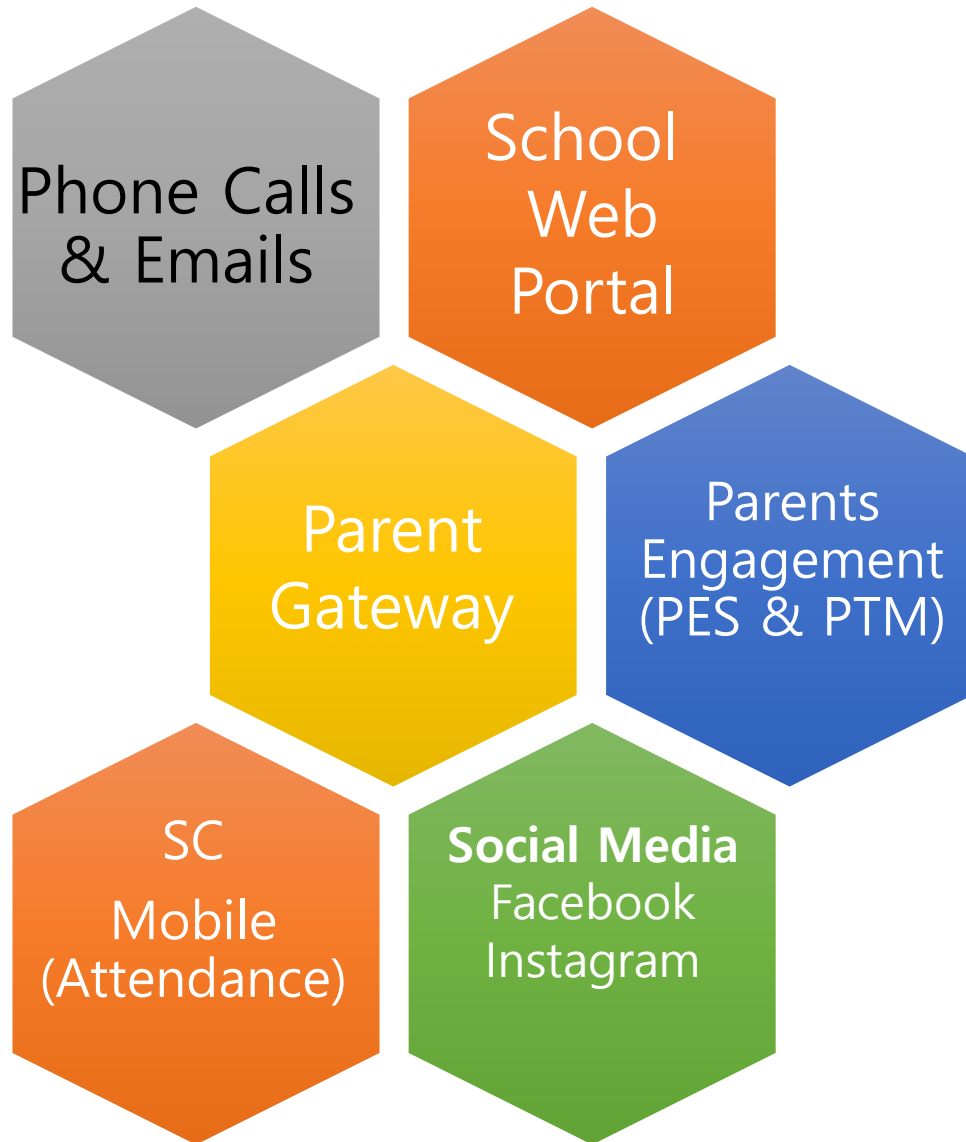 Phone Calls
& Emails
School
Web
Portal
Parent
Gateway
Parents
Engagement
(PES & PTM)
SC
Mobile
(Attendance)
Social Media
Facebook
Instagram